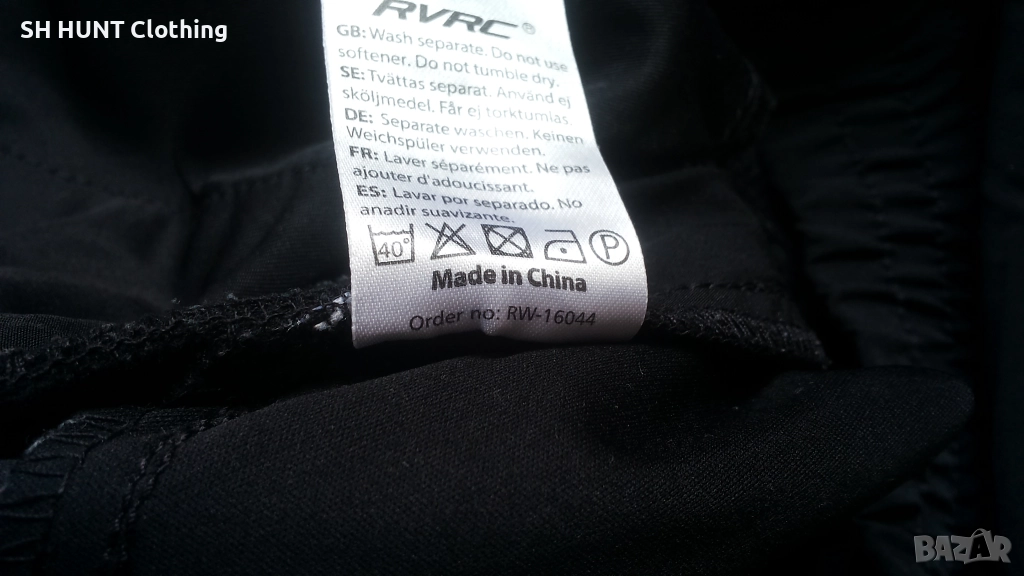 SH HUNT Clothing
RVRC®
GB: Wash separate. Do not use
softener. Do not tumble dry.
SE: Tvättas separat. Använd ej
sköljmedel. Får ej torktumlas.
DE: Separate waschen. Keinen
Weichspüler verwenden.
FR: Laver séparément. Ne pas
ajouter d'adoucissant.
ES: Lavar por separado. No
anadir suavizante.
40° P
Made in China
Order no: RW-16044
BAZAR